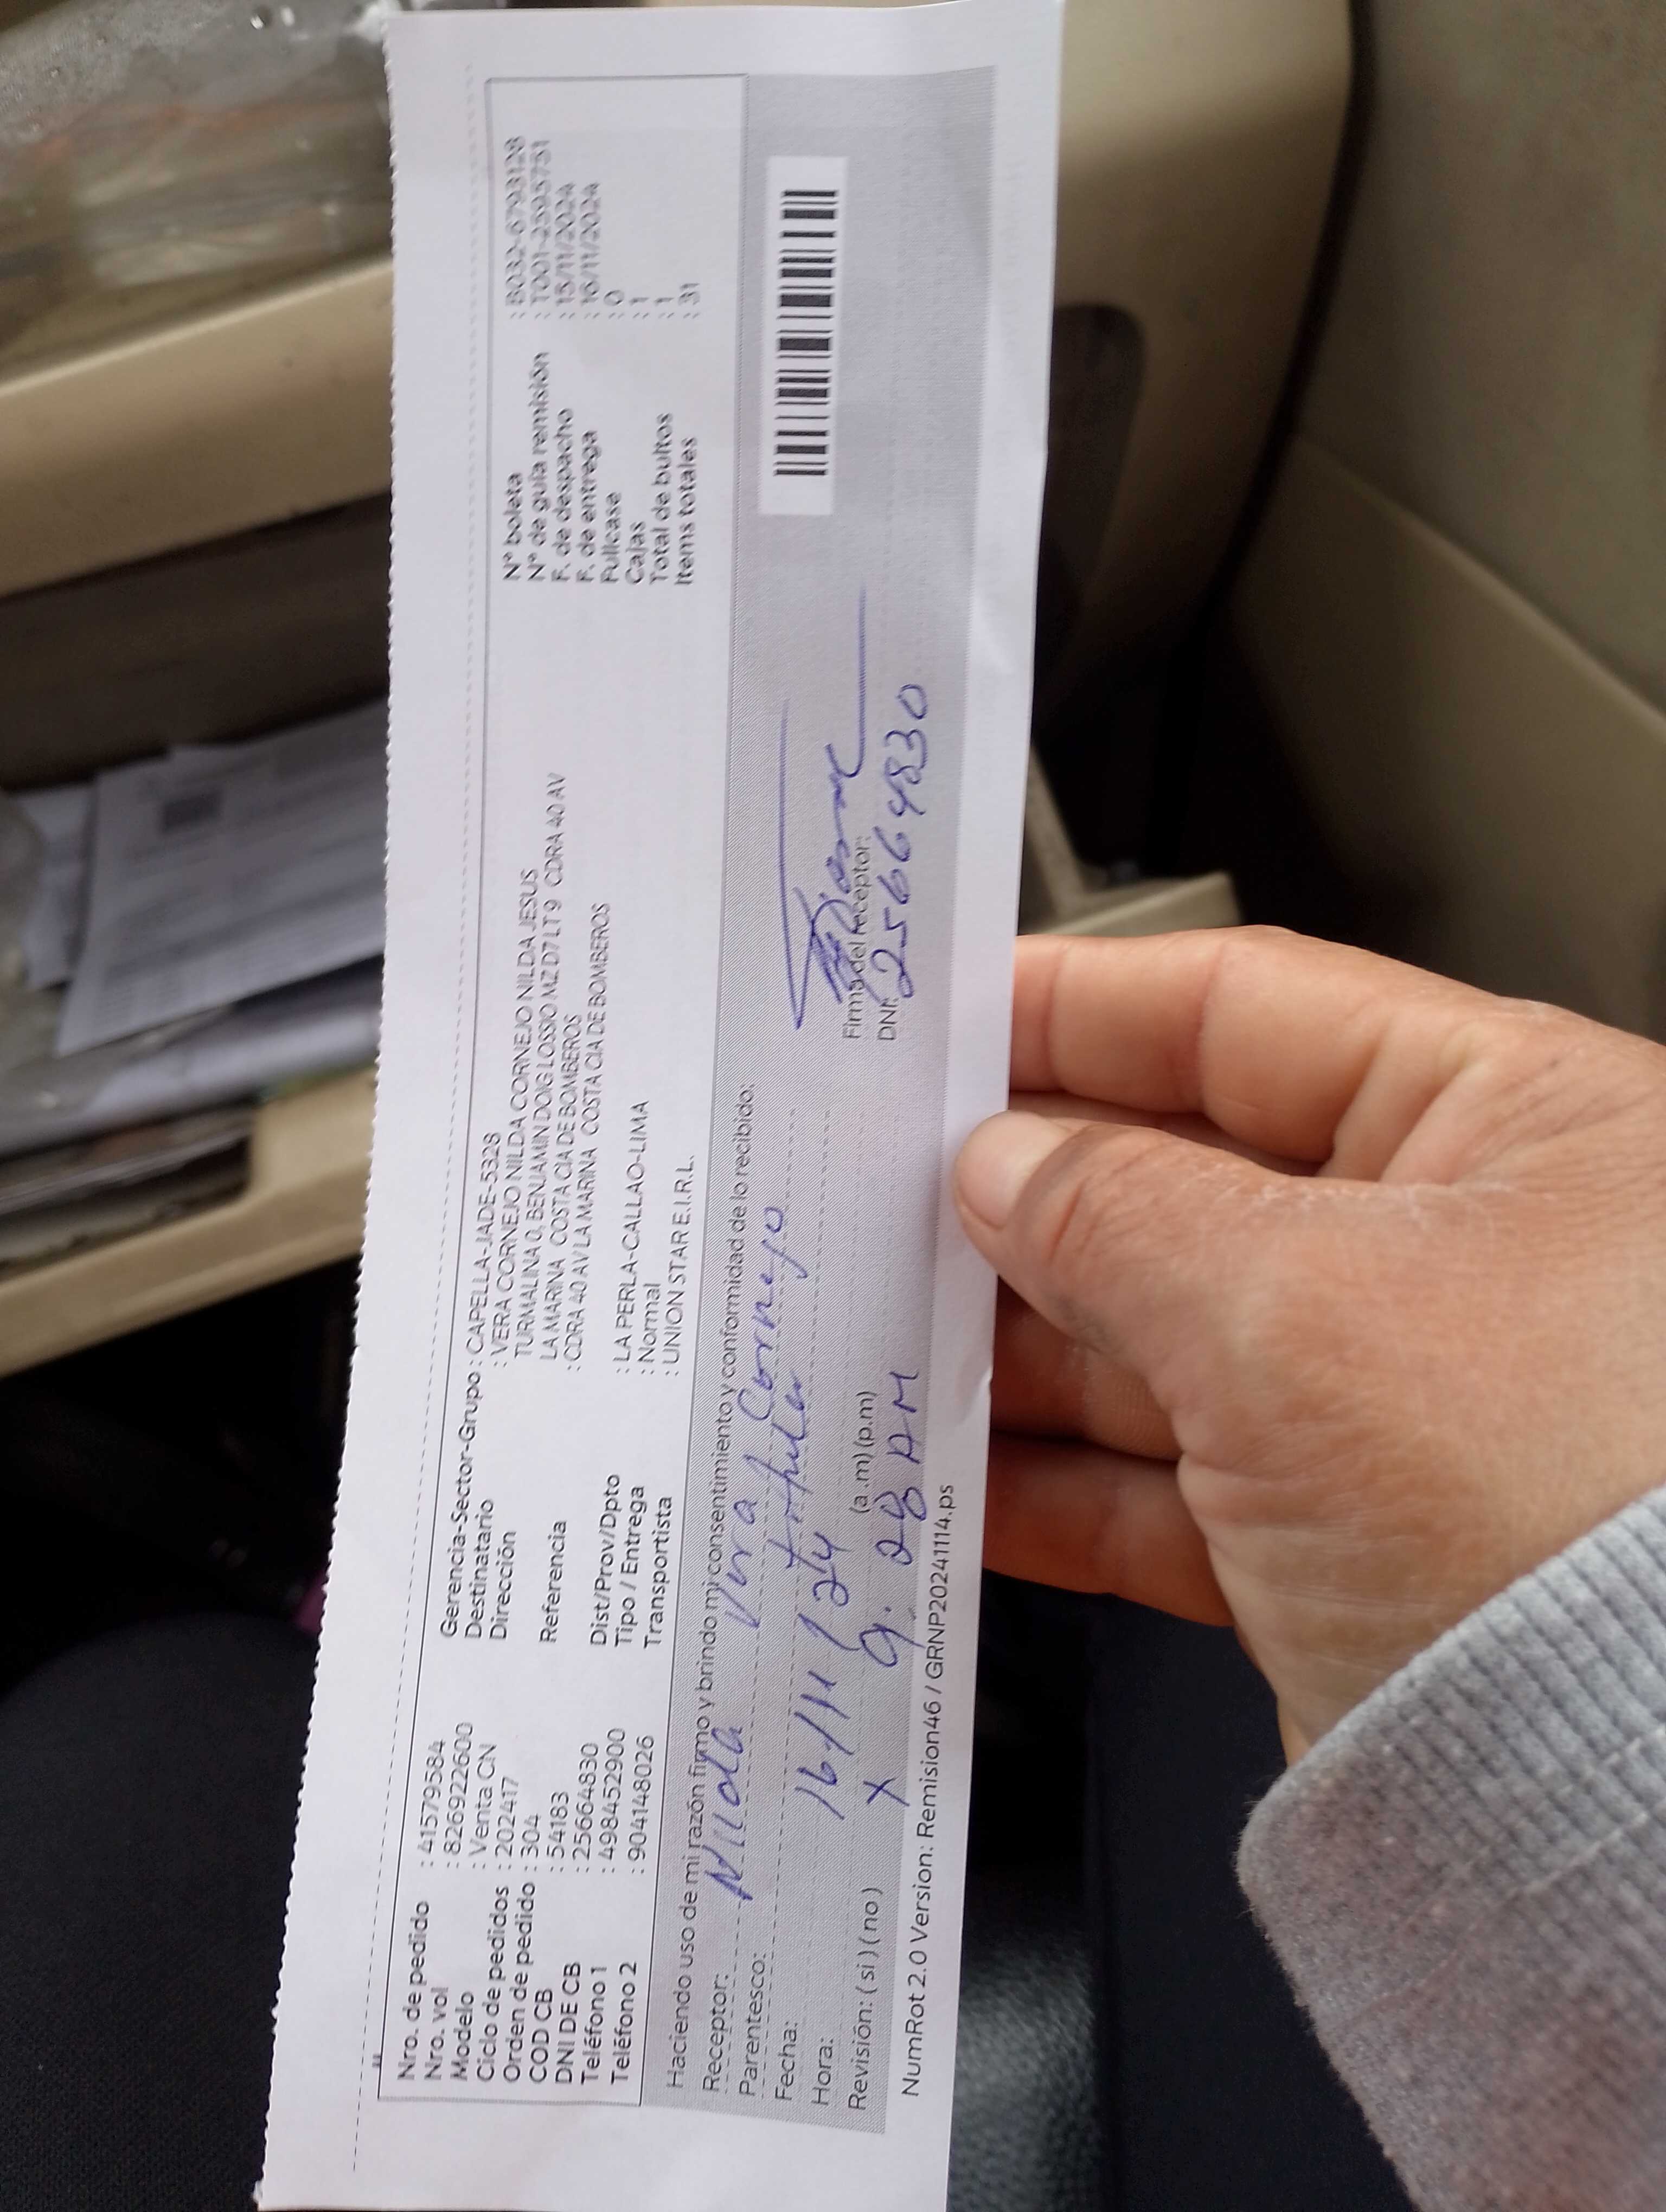 Nro. de pedido : 41579584
Nro. vol : 8269222600
Modelo : Venta CN
Ciclo de pedidos : 202417
Orden de pedido : 304
COD CB : 54183
DNI DE CB : 25664830
Teléfono 1 : 4984452900
Teléfono 2 : 904148026
Gerencia-Sector-Grupo : CAPELLA-JADE-5328
Destinatario : VERA CORNEJO NILDA CORNEJO NILDA JESUS
Dirección TURMALINA 0, BENJAMIN DOIG LOSSIO MZ D7 LT9 CDRA 40 AV
LA MARINA COSTA CIA DE BOMBEROS
Referencia : CDRA 40 AV LA MARINA COSTA CIA DE BOMBEROS
Dist/Prov/Dpto : LA PERLA-CALLAO-LIMA
Tipo / Entrega : Normal
Transportista : UNION STAR E.I.R.L.
N° boleta : B032-6793128
N° de guía remisión : T001-2595751
F. de despacho : 15/11/2024
F. de entrega : 16/11/2024
Fullcase : 0
Cajas : 1
Total de bultos : 1
Items totales : 31
Haciendo uso de mi razón firmo y brindo mi consentimiento y conformidad de lo recibido:
Receptor: Nilda Vera Cornejo
Parentesco: titular
Fecha: 16/11/24
Hora: (a.m) (p.m) 9.28 AM
Revisión: ( si ) ( no ) X
Firma del Receptor:
DNI: 25664830
NumRot 2.0 Version: Remision46 / GRNP20241114.ps